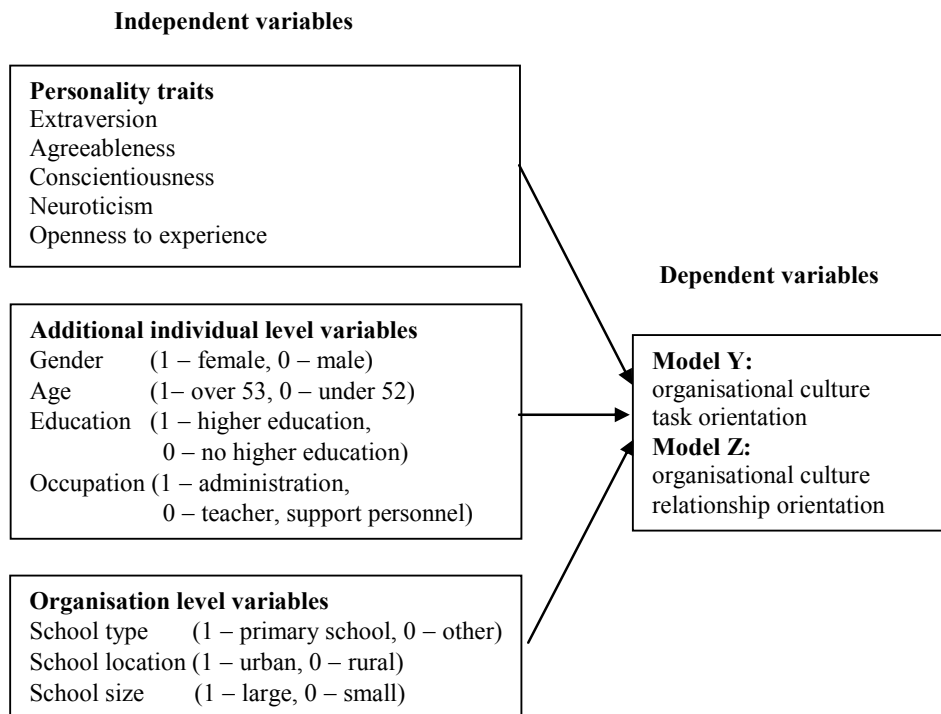 Independent variables
Personality traits
Extraversion
Agreeableness
Conscientiousness
Neuroticism
Openness to experience
Additional individual level variables
Gender (1 – female, 0 – male)
Age (1– over 53, 0 – under 52)
Education (1 – higher education,
0 – no higher education)
Occupation (1 – administration,
0 – teacher, support personnel)
Organisation level variables
School type (1 – primary school, 0 – other)
School location (1 – urban, 0 – rural)
School size (1 – large, 0 – small)
Dependent variables
Model Y:
organisational culture
task orientation
Model Z:
organisational culture
relationship orientation